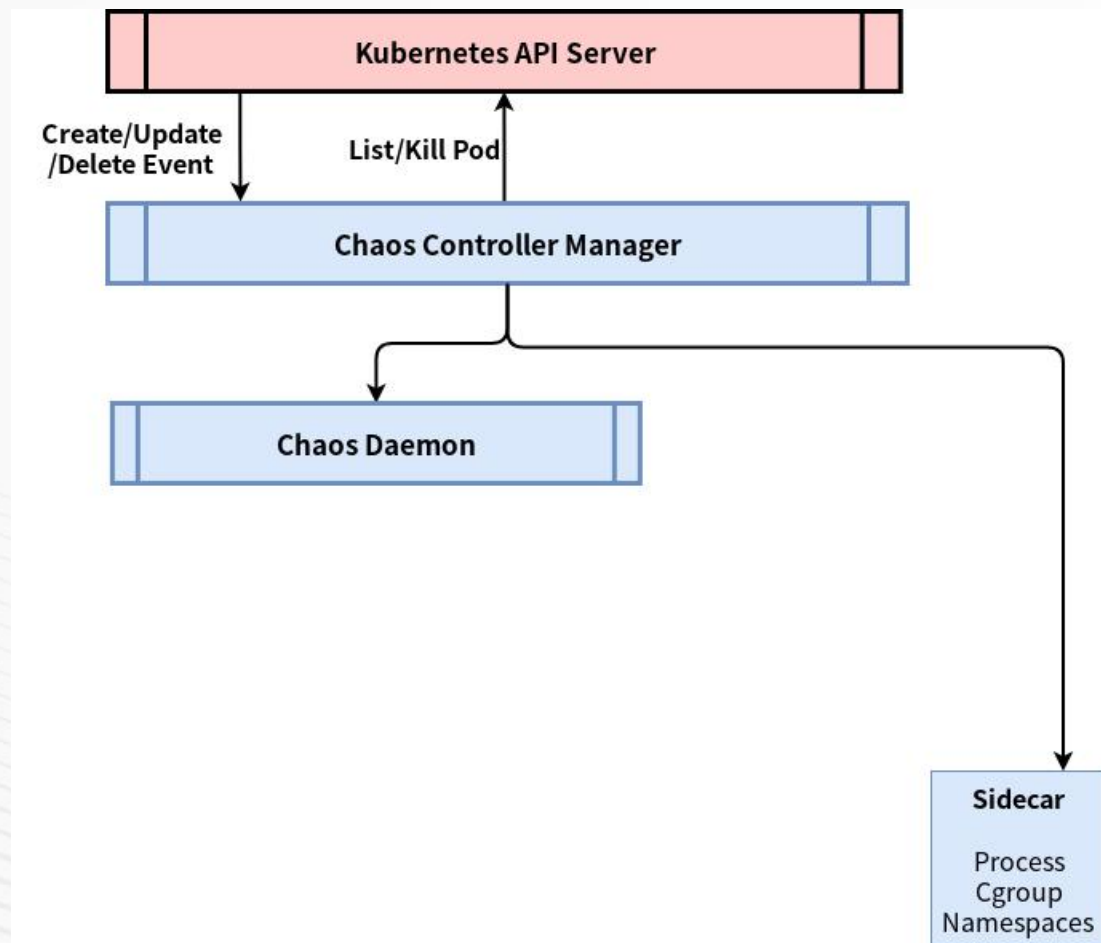 Kubernetes API Server
Create/Update
/Delete Event
List/Kill Pod
Chaos Controller Manager
Chaos Daemon
Sidecar
Process
Cgroup
Namespaces